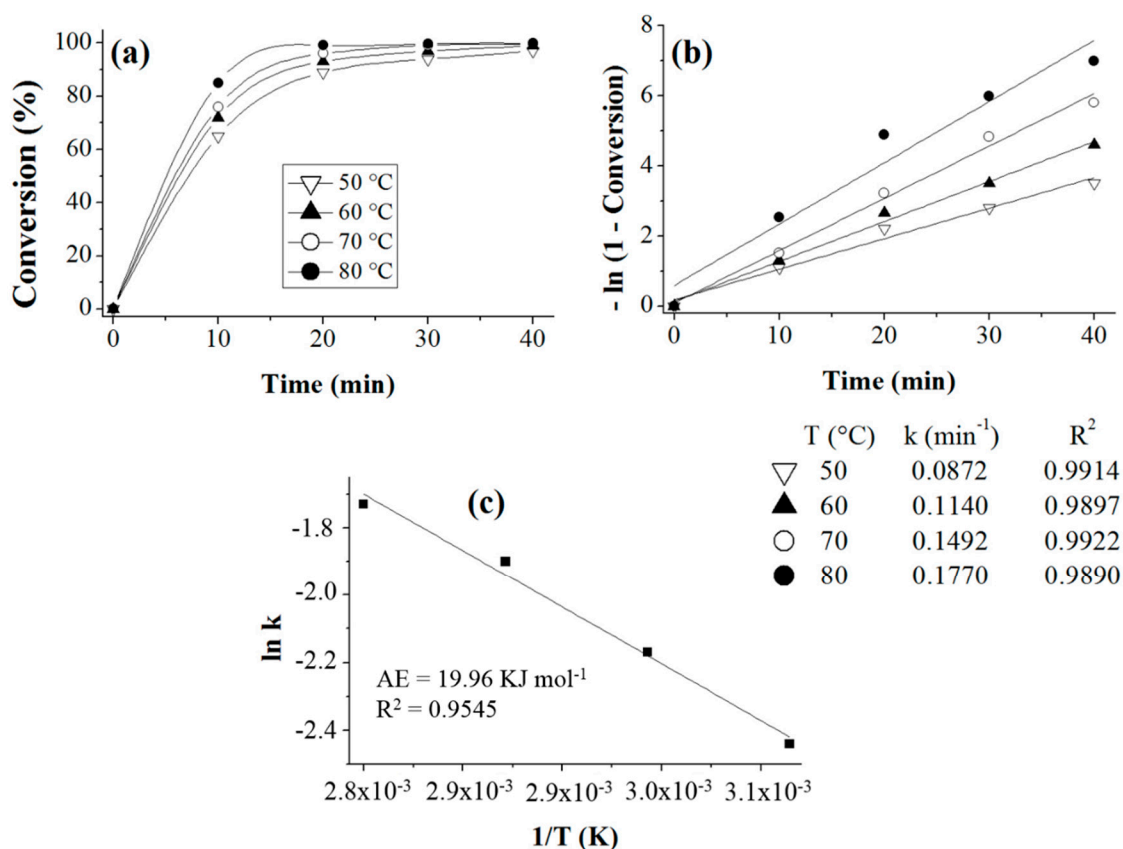 (a)
100
80
60
40
20
0
Conversion (%)
50 °C
60 °C
70 °C
80 °C
0 10 20 30 40
Time (min)
(b)
8
6
4
2
0
- ln (1 - Conversion)
0 10 20 30 40
Time (min)
T (°C) k (min⁻¹) R²
50 0.0872 0.9914
60 0.1140 0.9897
70 0.1492 0.9922
80 0.1770 0.9890
(c)
-1.8
-2.0
-2.2
-2.4
ln k
AE = 19.96 KJ mol⁻¹
R² = 0.9545
2.8x10⁻³ 2.9x10⁻³ 2.9x10⁻³ 3.0x10⁻³ 3.1x10⁻³
1/T (K)